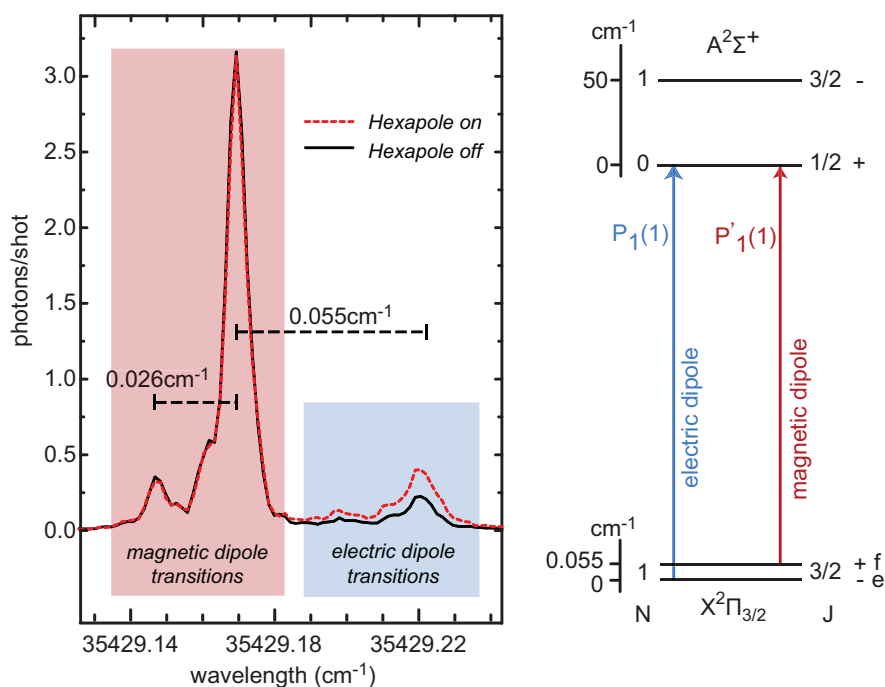 photons/shot
3.0
2.5
2.0
1.5
1.0
0.5
0.0
Hexapole on
Hexapole off
0.055cm-1
0.026cm-1
magnetic dipole
transitions
electric dipole
transitions
35429.14
35429.18
35429.22
wavelength (cm-1)
cm-1
A2Σ+
50
1
3/2 -
0
0
1/2 +
P1(1)
P'1(1)
electric dipole
magnetic dipole
cm-1
0.055
0
1
3/2
+ f
- e
N
X2Π3/2
J